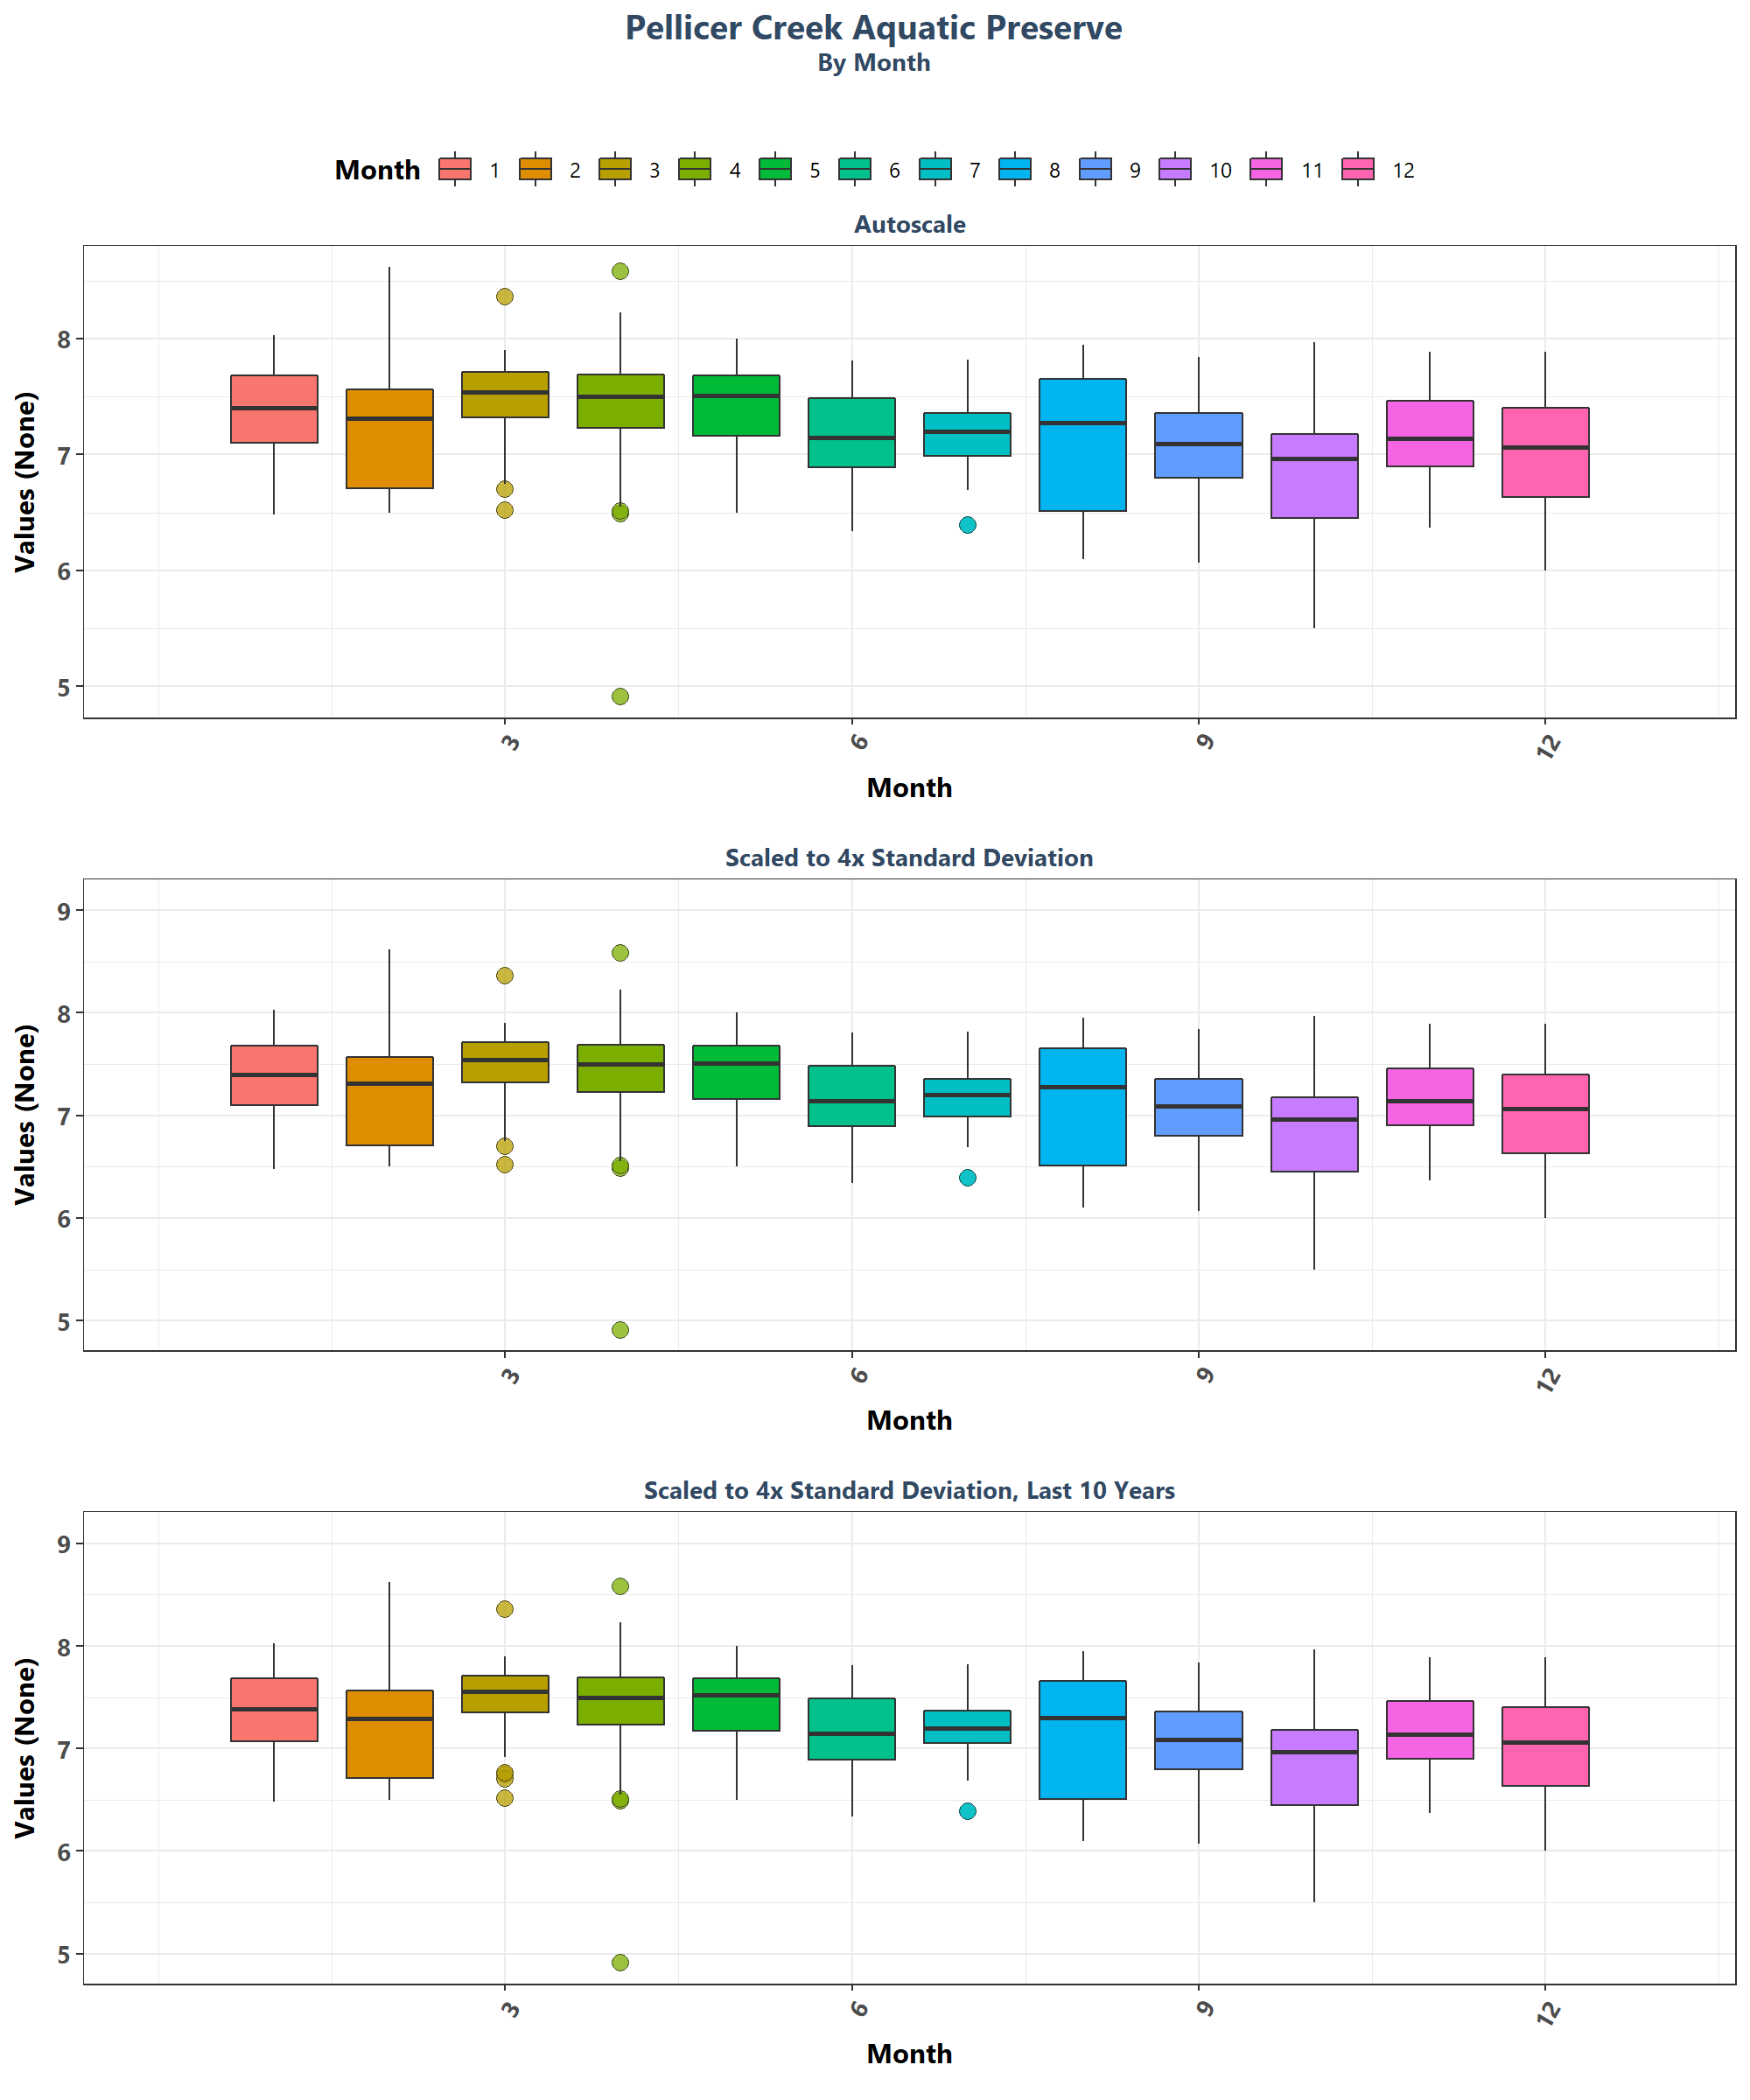 Pellicer Creek Aquatic Preserve
By Month
Month 1 2 3 4 5 6 7 8 9 10 11 12
Autoscale
Values (None)
8
7
6
5
3 6 9 12
Month
Scaled to 4x Standard Deviation
Values (None)
9
8
7
6
5
3 6 9 12
Month
Scaled to 4x Standard Deviation, Last 10 Years
Values (None)
9
8
7
6
5
3 6 9 12
Month